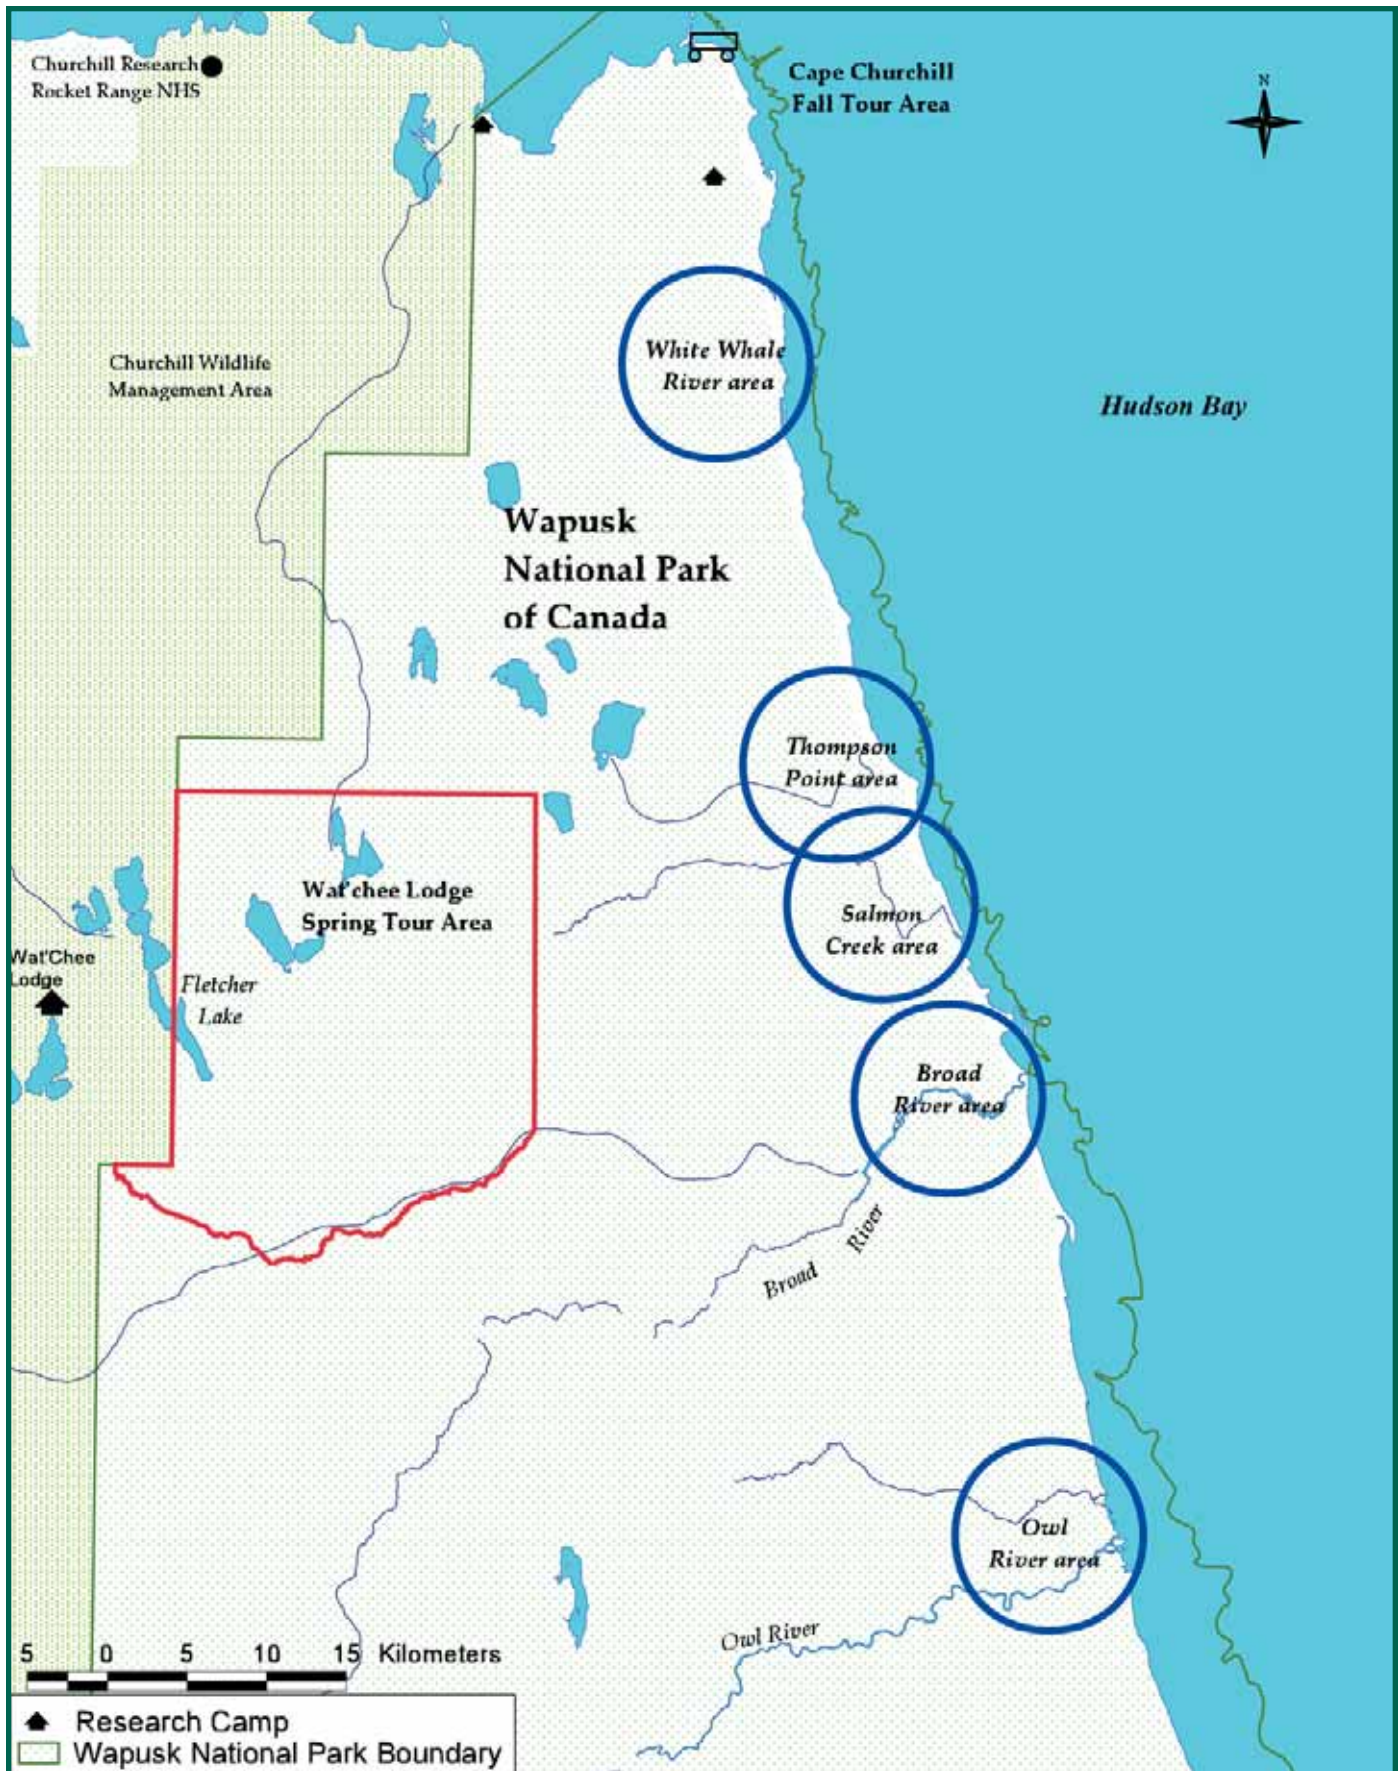 Churchill Research
Rocket Range NHS
Cape Churchill
Fall Tour Area
N
White Whale
River area
Churchill Wildlife
Management Area
Hudson Bay
Wapusk
National Park
of Canada
Thompson
Point area
Wat'chee Lodge
Spring Tour Area
Salmon
Creek area
Wat'Chee
Lodge
Fletcher
Lake
Broad
River area
Broad River
Owl
River area
Owl River
5 0 5 10 15 Kilometers
Research Camp
Wapusk National Park Boundary